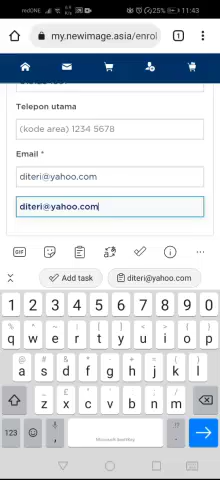 redONE
25%
11:43
my.newimage.asia/enrol
1
Telepon utama
(kode area) 1234 5678
Email *
diteri@yahoo.com
diteri@yahoo.com
GIF
Add task
diteri@yahoo.com
1 2 3 4 5 6 7 8 9 0
q w e r t y u i o p
a s d f g h j k l
z x c v b n m
123
Microsoft SwiftKey